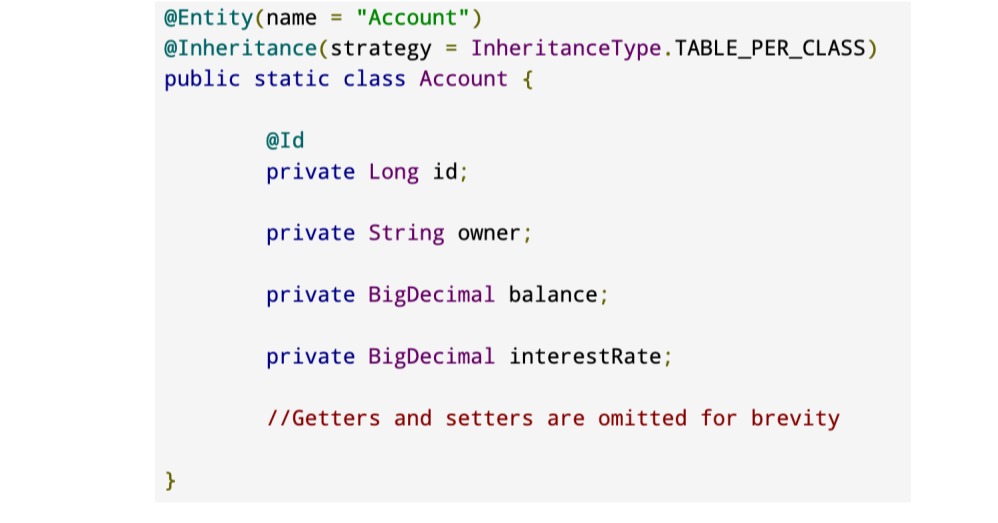 @Entity(name = "Account")
@Inheritance(strategy = InheritanceType.TABLE_PER_CLASS)
public static class Account {
@Id
private Long id;
private String owner;
private BigDecimal balance;
private BigDecimal interestRate;
//Getters and setters are omitted for brevity
}